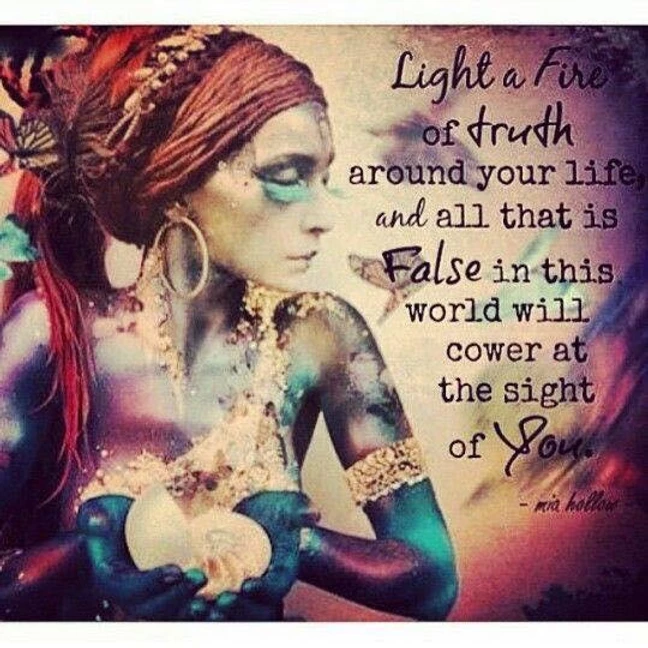 Light a Fire
of truth
around your life,
and all that is
False in this
world will
cower at
the sight
of You.
- mia hollow